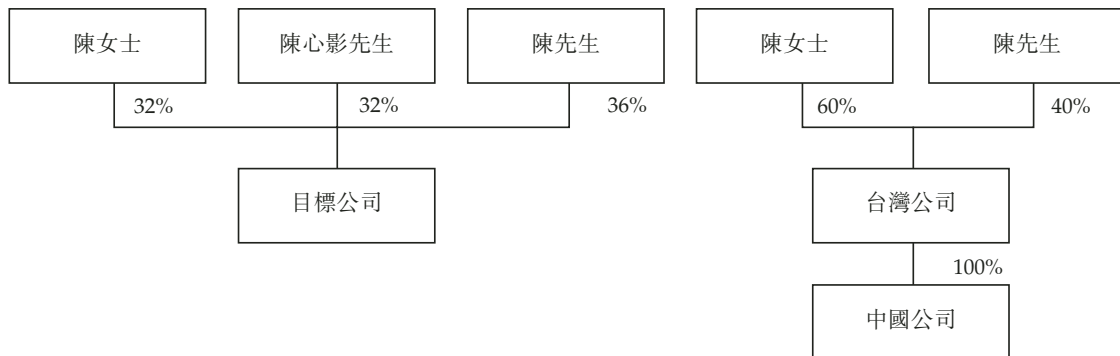 陳女士
陳心影先生
陳先生
陳女士
陳先生
32%
32%
36%
60%
40%
目標公司
台灣公司
100%
中國公司